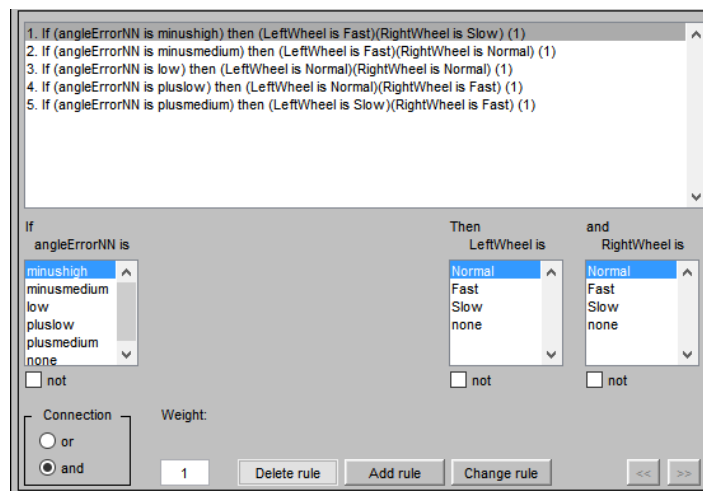 1. If (angleErrorNN is minushigh) then (LeftWheel is Fast)(RightWheel is Slow) (1)
2. If (angleErrorNN is minusmedium) then (LeftWheel is Fast)(RightWheel is Normal) (1)
3. If (angleErrorNN is low) then (LeftWheel is Normal)(RightWheel is Normal) (1)
4. If (angleErrorNN is pluslow) then (LeftWheel is Normal)(RightWheel is Fast) (1)
5. If (angleErrorNN is plusmedium) then (LeftWheel is Slow)(RightWheel is Fast) (1)
If
angleErrorNN is
minushigh
minusmedium
low
pluslow
plusmedium
none
not
Then
LeftWheel is
Normal
Fast
Slow
none
not
and
RightWheel is
Normal
Fast
Slow
none
not
Connection
or
and
Weight:
1
Delete rule
Add rule
Change rule
<<
>>